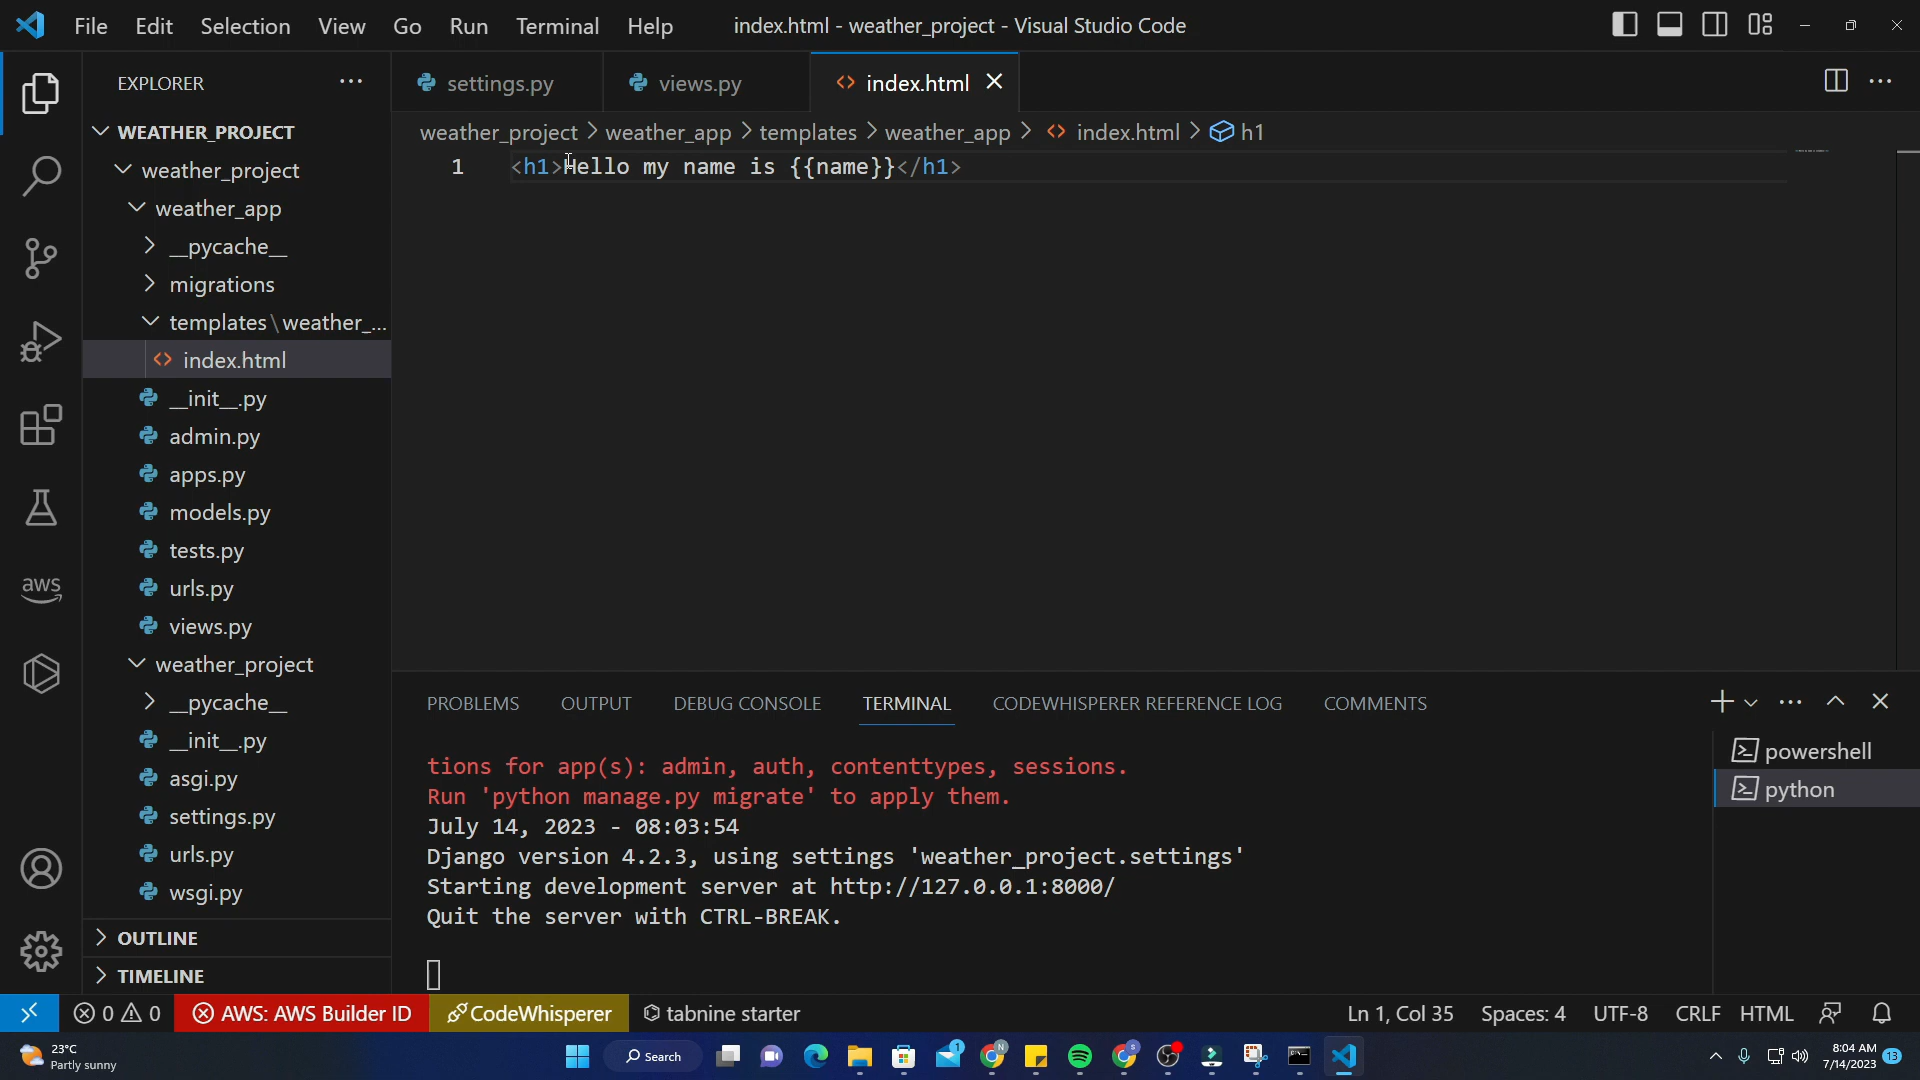 File Edit Selection View Go Run Terminal Help
index.html - weather_project - Visual Studio Code
EXPLORER
WEATHER_PROJECT
weather_project
weather_app
__pycache__
migrations
templates\weather_...
index.html
__init__.py
admin.py
apps.py
models.py
tests.py
urls.py
views.py
weather_project
__pycache__
__init__.py
asgi.py
settings.py
urls.py
wsgi.py
OUTLINE
TIMELINE
aws
settings.py
views.py
index.html
weather_project > weather_app > templates > weather_app > index.html > h1
1 <h1>Hello my name is {{name}}</h1>
PROBLEMS OUTPUT DEBUG CONSOLE TERMINAL CODEWHISPERER REFERENCE LOG COMMENTS
tions for app(s): admin, auth, contenttypes, sessions.
Run 'python manage.py migrate' to apply them.
July 14, 2023 - 08:03:54
Django version 4.2.3, using settings 'weather_project.settings'
Starting development server at http://127.0.0.1:8000/
Quit the server with CTRL-BREAK.
powershell
python
0 0 AWS: AWS Builder ID CodeWhisperer tabnine starter Ln 1, Col 35 Spaces: 4 UTF-8 CRLF HTML
23°C
Partly sunny
Search
1
N
S
8:04 AM
7/14/2023
13